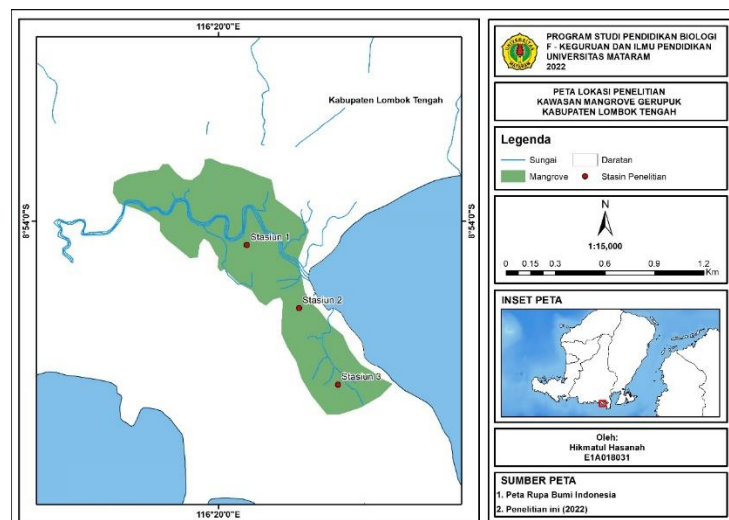 116°20'0"E
Kabupaten Lombok Tengah
8°54'0"S
8°54'0"S
Stasiun 1
Stasiun 2
Stasiun 3
116°20'0"E
UNIVERSITAS
MATARAM
PROGRAM STUDI PENDIDIKAN BIOLOGI
F - KEGURUAN DAN ILMU PENDIDIKAN
UNIVERSITAS MATARAM
2022
PETA LOKASI PENELITIAN
KAWASAN MANGROVE GERUPUK
KABUPATEN LOMBOK TENGAH
Legenda
Sungai
Daratan
Mangrove
Stasin Penelitian
N
1:15,000
0 0.15 0.3 0.6 0.9 1.2
Km
INSET PETA
Oleh:
Hikmatul Hasanah
E1A018031
SUMBER PETA
1. Peta Rupa Bumi Indonesia
2. Penelitian ini (2022)